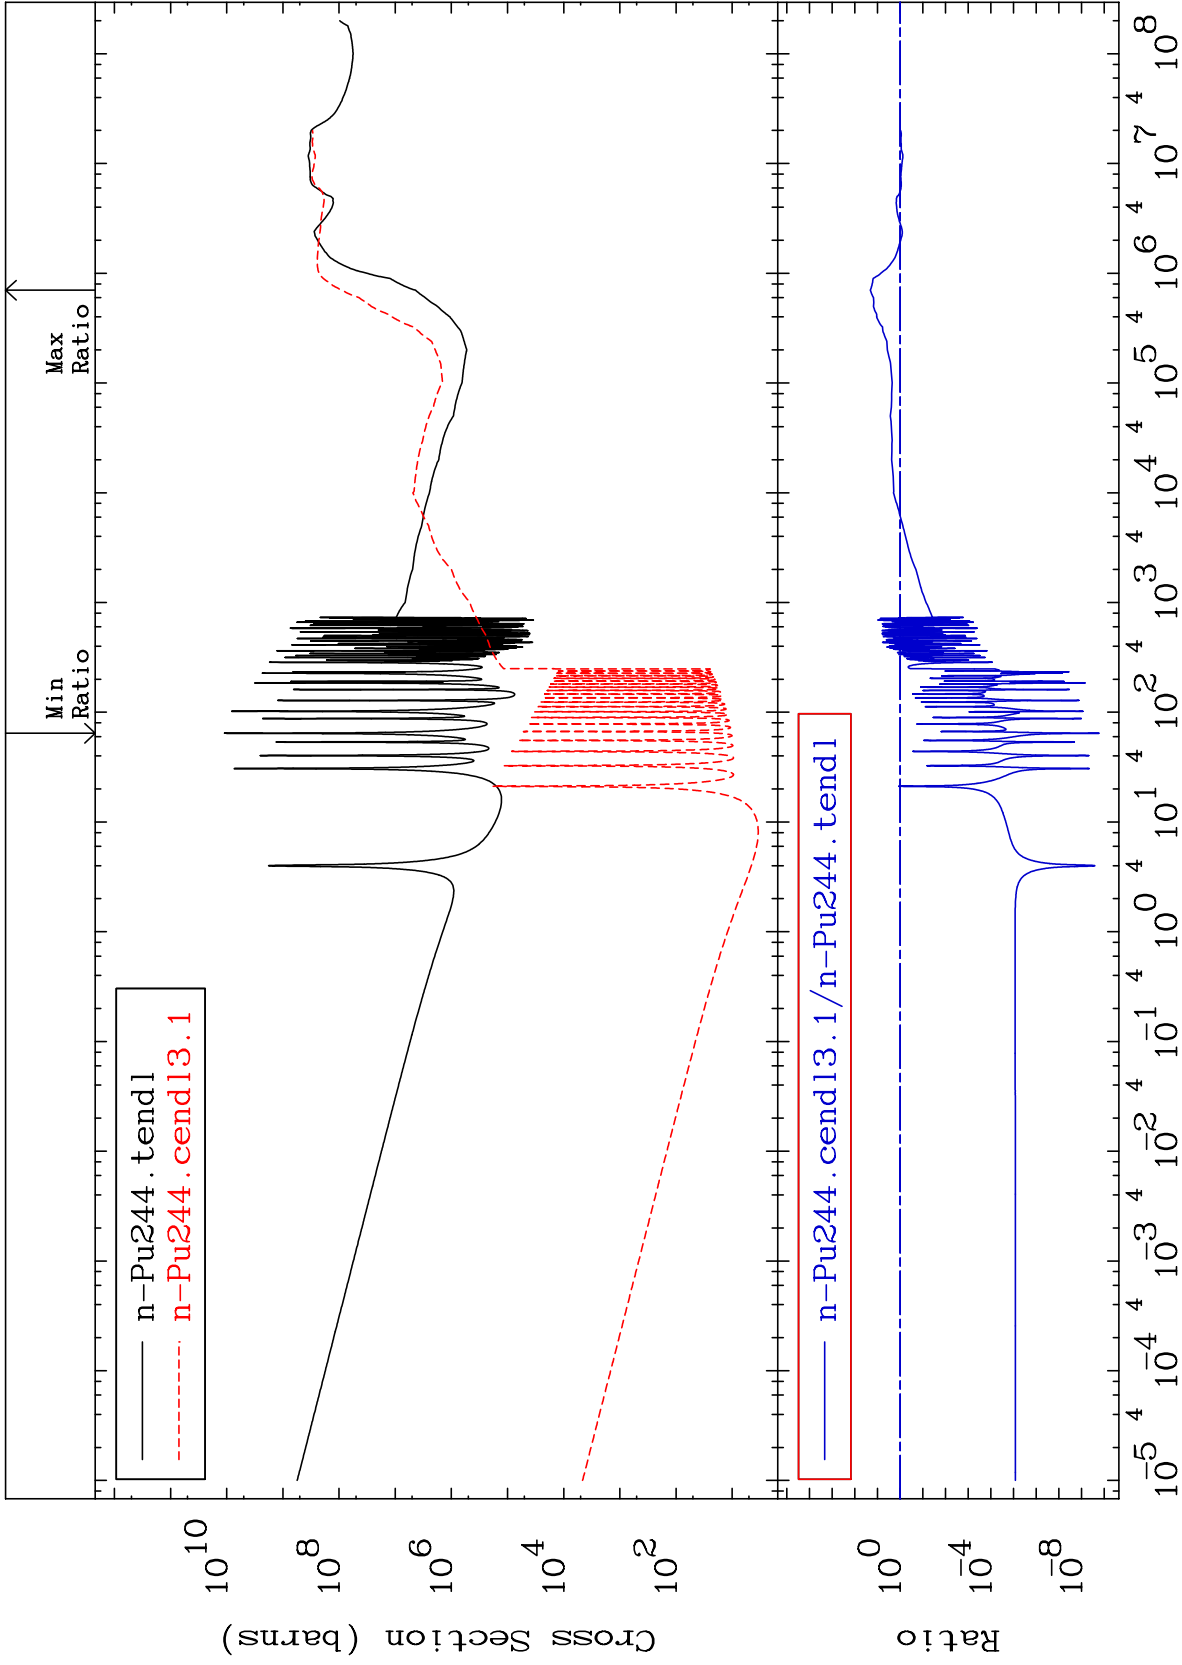 Min
Ratio
Max
Ratio
n-Pu244.tendl
n-Pu244.cendl3.1
10^10
10^8
10^6
10^4
10^2
Cross Section (barns)
n-Pu244.cendl3.1/n-Pu244.tendl
10^0
10^-4
10^-8
Ratio
10^-5 4 10^-4 4 10^-3 4 10^-2 4 10^-1 4 10^0 4 10^1 4 10^2 4 10^3 4 10^4 4 10^5 4 10^6 4 10^7 4 10^8